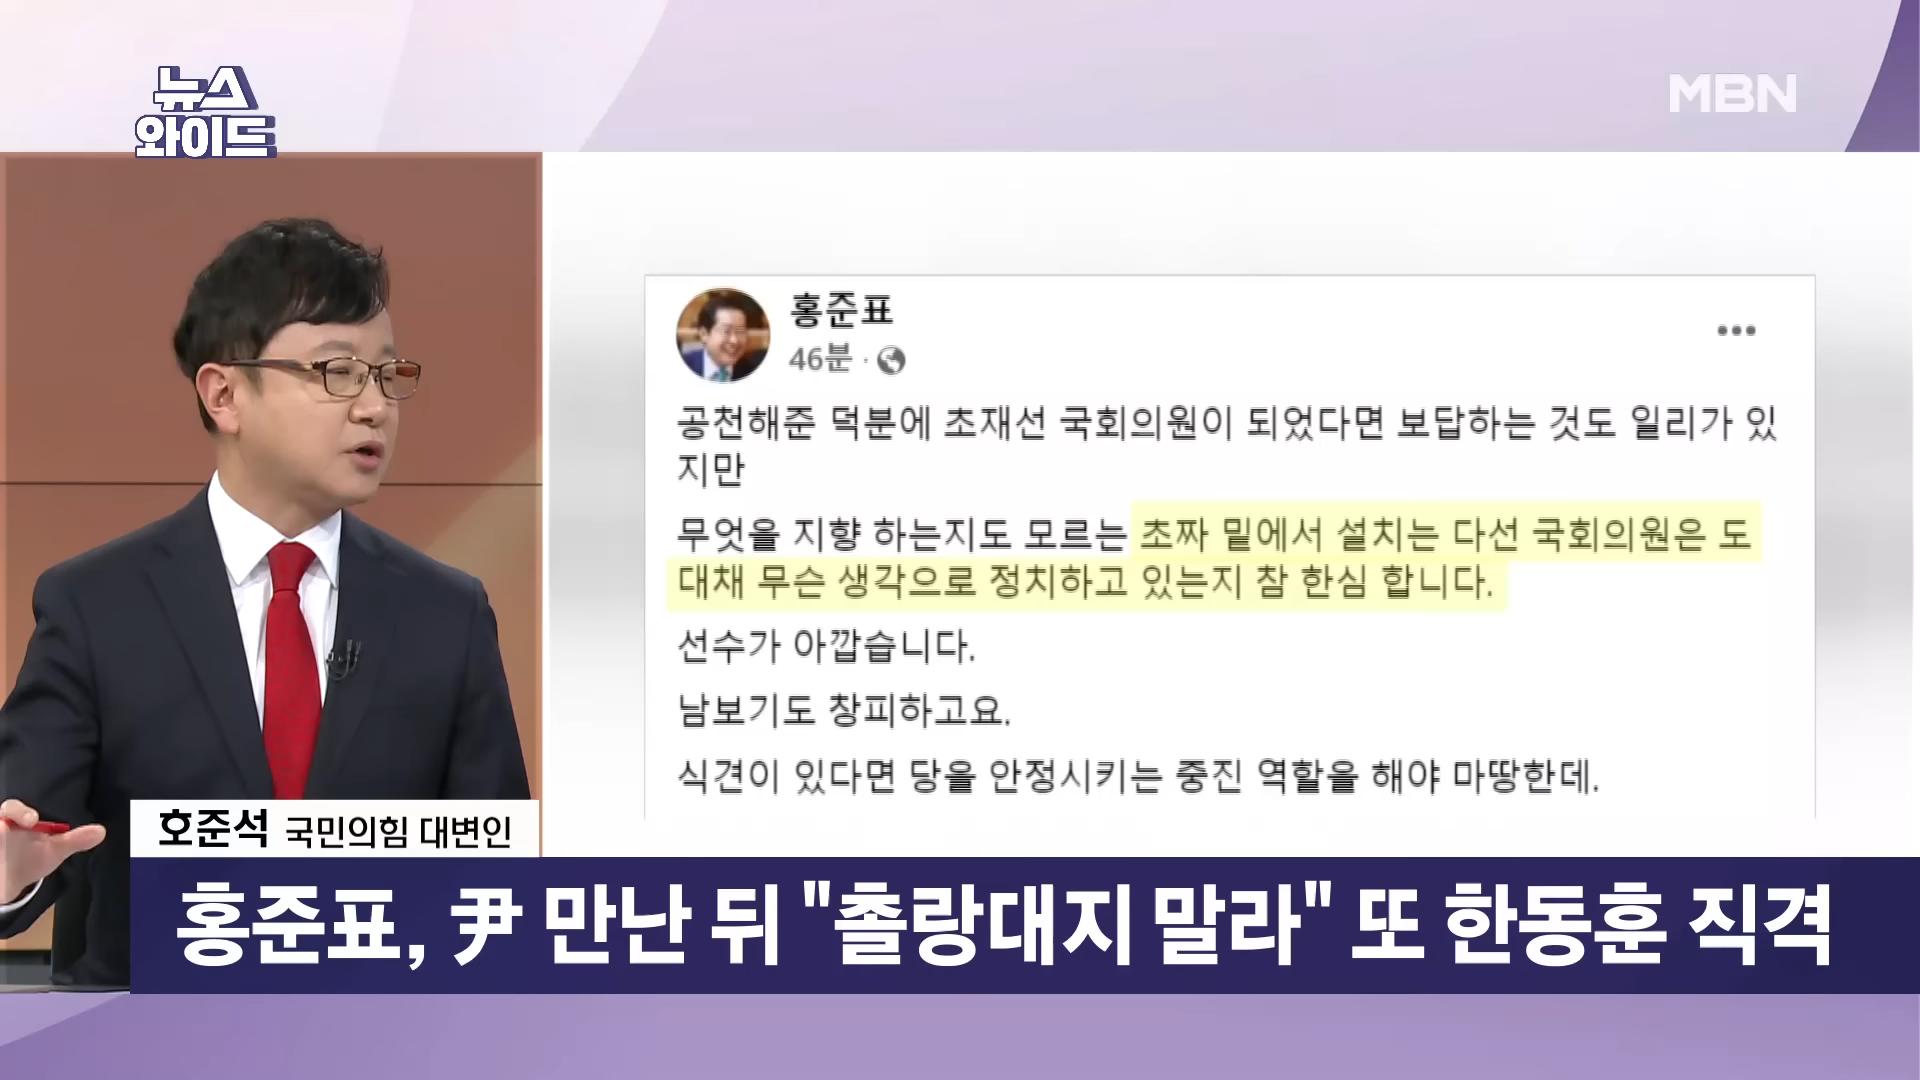 뉴스
와이드
MBN
홍준표
46분 ·
공천해준 덕분에 초재선 국회의원이 되었다면 보답하는 것도 일리가 있
지만
무엇을 지향 하는지도 모르는 초짜 밑에서 설치는 다선 국회의원은 도
대채 무슨 생각으로 정치하고 있는지 참 한심 합니다.
선수가 아깝습니다.
남보기도 창피하고요.
식견이 있다면 당을 안정시키는 중진 역할을 해야 마땅한데.
호준석 국민의힘 대변인
홍준표, 尹 만난 뒤 "촐랑대지 말라" 또 한동훈 직격